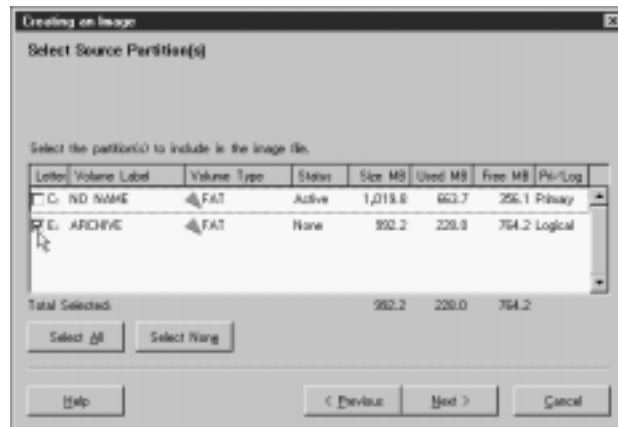 Creating an Image
Select Source Partition(s)
Select the partition(s) to include in the image file.
Letter Volume Label Volume Type Status Size MB Used MB Free MB Pri/Log
C: NO NAME FAT Active 1,019.8 663.7 356.1 Primary
E: ARCHIVE FAT None 992.2 228.0 764.2 Logical
Total Selected: 992.2 228.0 764.2
Select All Select None
Help < Previous Next > Cancel